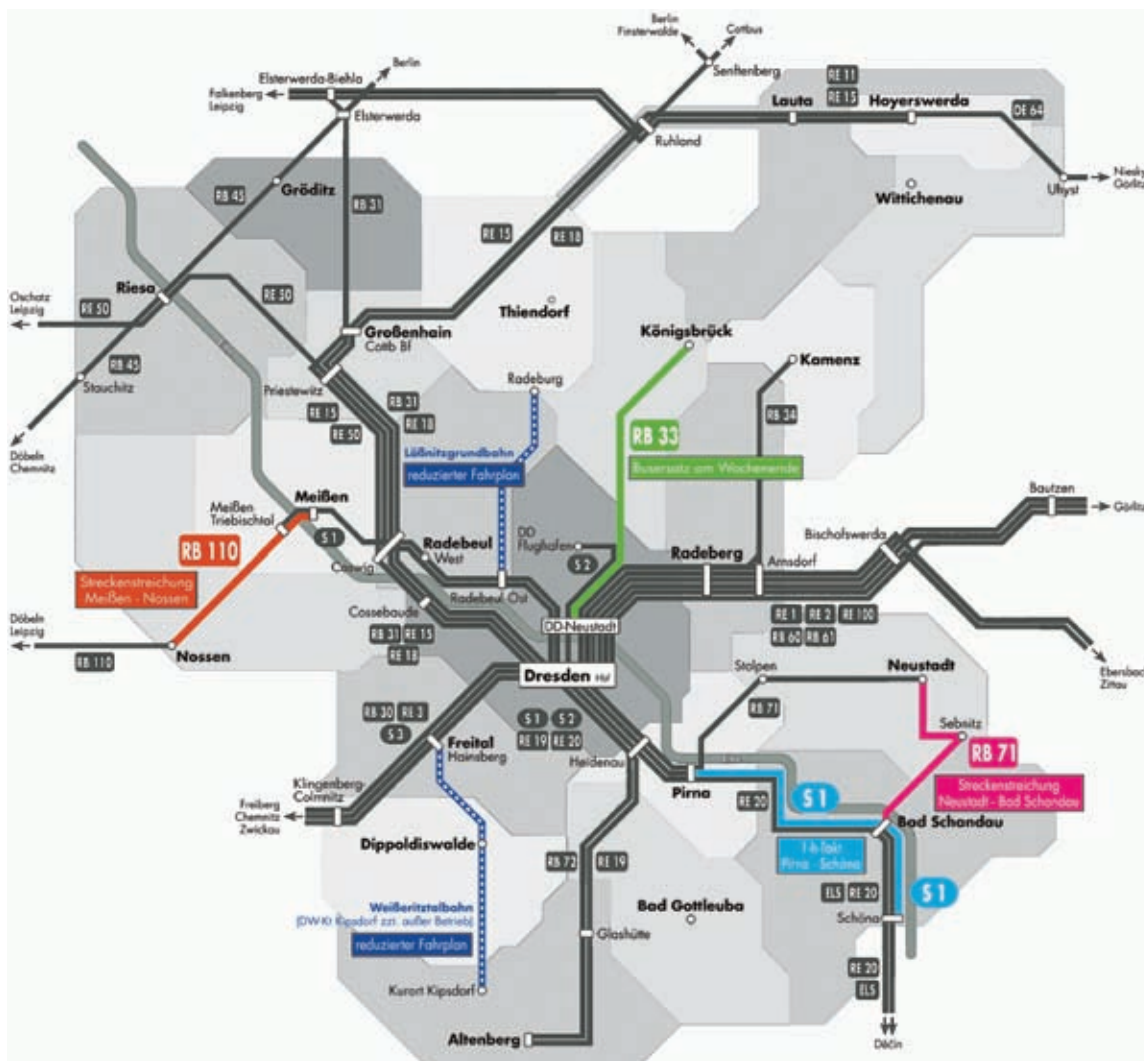 Berlin
Finsterwalde
Cottbus
Berlin
Elsterwerda-Biehla
Senftenberg
Falkenberg
Leipzig
Elsterwerda
RE 11
RE 15
Lauta
Hoyerswerda
OE 64
Ruhland
Niesky
Görlitz
Uhyst
Gröditz
RB 45
RB 31
Wittichenau
RE 15
RE 18
Riesa
RE 50
Oschatz
Leipzig
RE 50
Thiendorf
Großenhain
Cottb Bf
Königsbrück
RB 45
Stauchitz
Priestewitz
Radeburg
Kamenz
RB 31
RE 15
RE 18
RE 50
RB 34
RB 33
Döbeln
Chemnitz
Lößnitzgrundbahn
reduzierter Fahrplan
Busersatz am Wochenende
Meißen
Bautzen
Meißen
Triebischtal
Görlitz
S 1
DD
Flughafen
Bischofswerda
RB 110
Radebeul
West
Radeberg
Arnsdorf
S 2
Coswig
Streckenstreichung
Meißen - Nossen
Radebeul-Ost
Cossebaude
RE 1
RE 2
RE 100
Döbeln
Leipzig
DD-Neustadt
RB 31
RE 15
RB 60
RB 61
Nossen
RE 18
RB 110
Dresden Hbf
Stolpen
Neustadt
Ebersbach
Zittau
RB 30
RE 3
S 1
S 2
RB 71
S 3
RE 19
RE 20
Sebnitz
Freital
Hainsberg
Heidenau
RB 71
Pirna
Klingenberg-
Colmnitz
S 1
Streckenstreichung
Neustadt - Bad Schandau
Freiberg
Chemnitz
Zwickau
RE 20
Bad Schandau
Dippoldiswalde
1-h-Takt
Pirna - Schöna
RB 72
RE 19
ELS
RE 20
S 1
Weißeritztalbahn
(DW-Kt Kipsdorf zzt. außer Betrieb)
Bad Gottleuba
Schöna
reduzierter Fahrplan
Glashütte
RE 20
Kurort Kipsdorf
ELS
Altenberg
Děčín